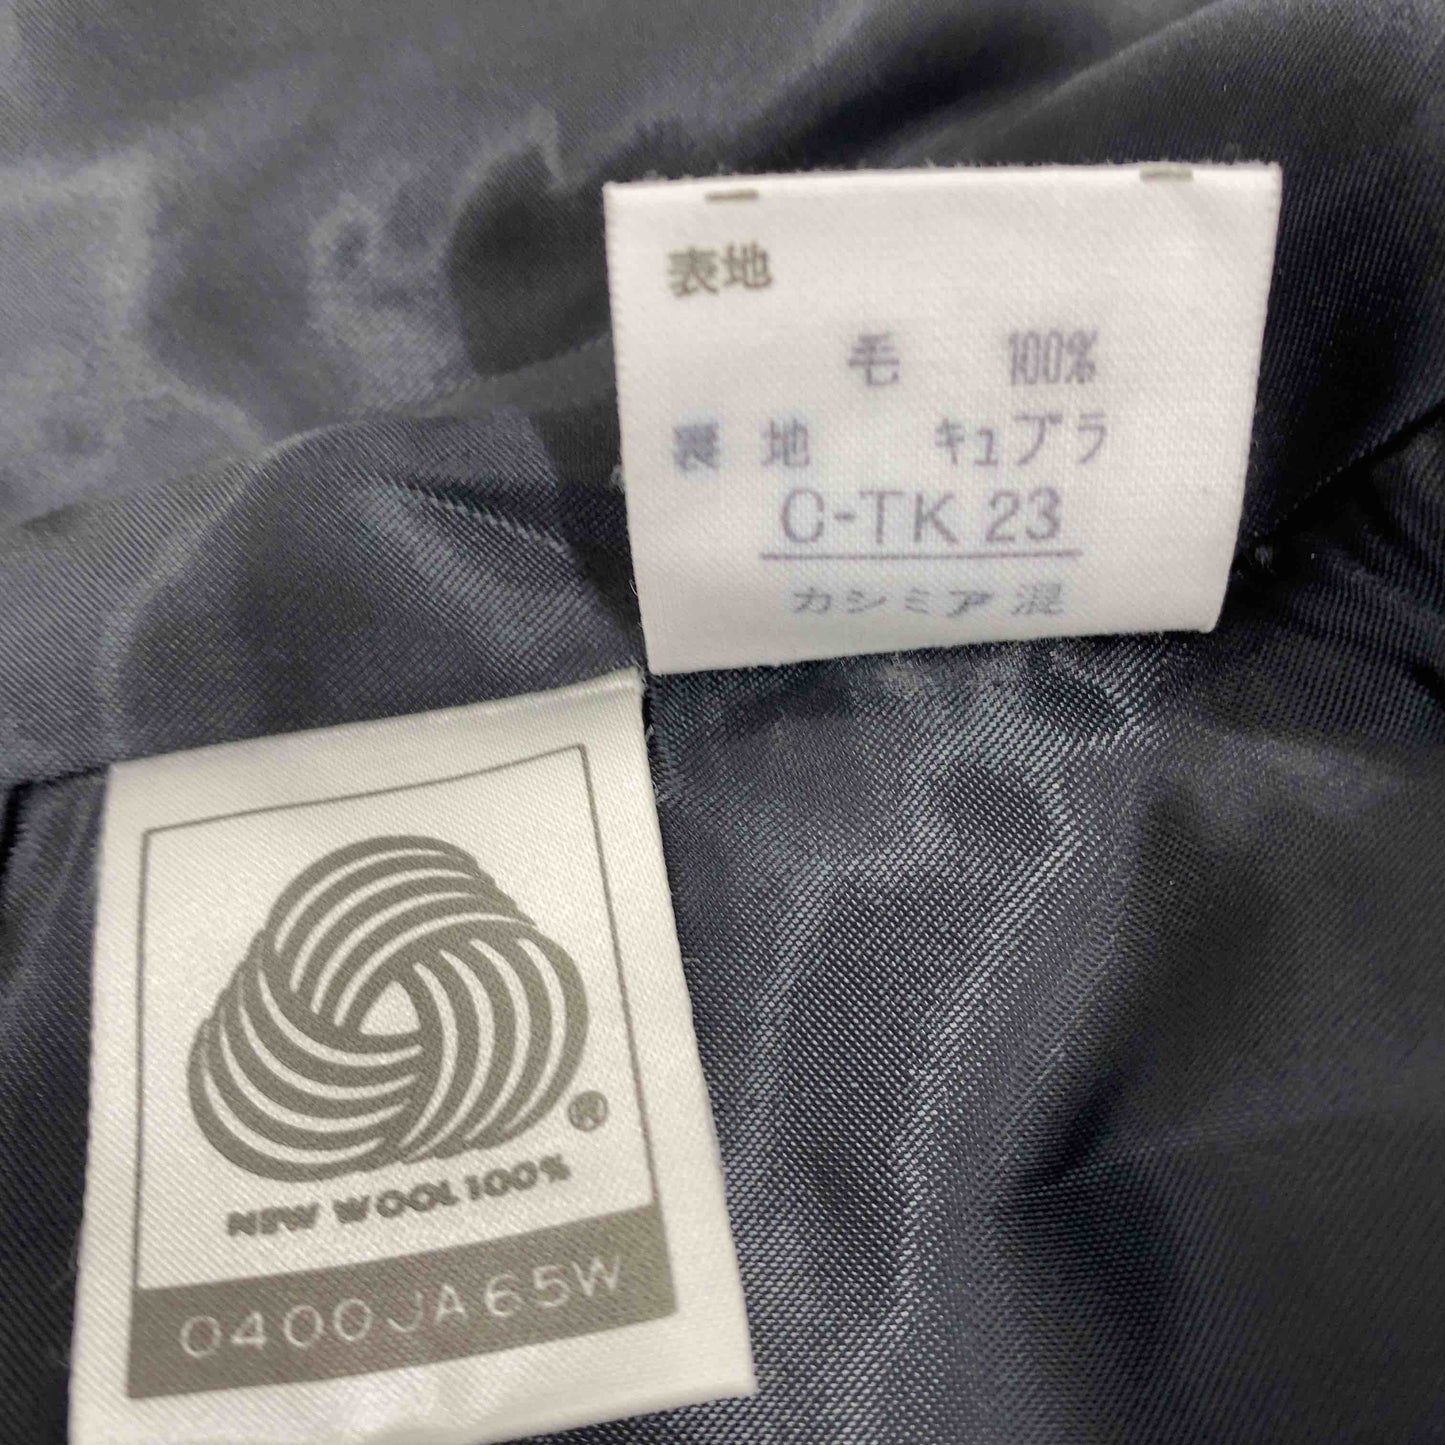 表地
毛 100%
裏地 キュプラ
C-TK 23
カシミア混
®
NEW WOOL 100%
0400JA65W